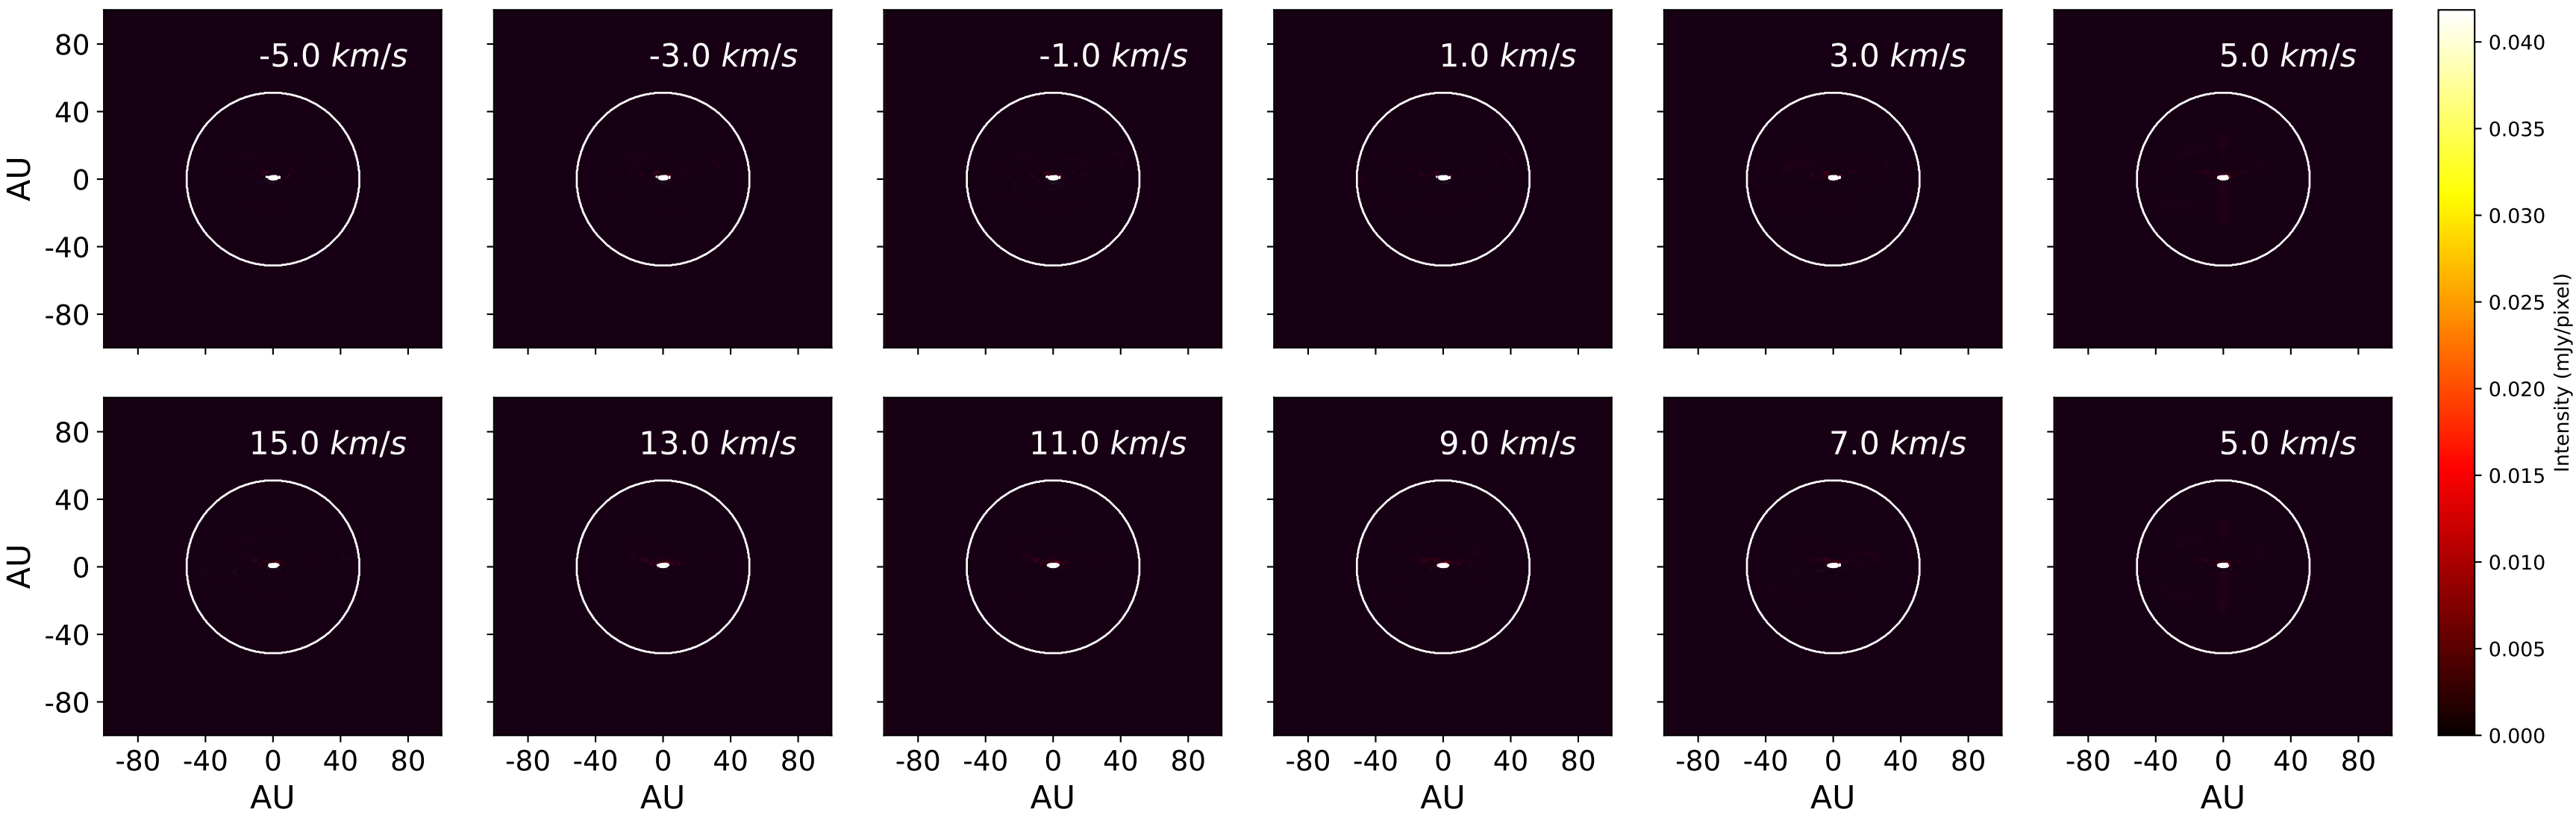 -5.0 km/s
-3.0 km/s
-1.0 km/s
1.0 km/s
3.0 km/s
5.0 km/s
80
40
0
-40
-80
AU
15.0 km/s
13.0 km/s
11.0 km/s
9.0 km/s
7.0 km/s
5.0 km/s
80
40
0
-40
-80
AU
-80 -40 0 40 80
-80 -40 0 40 80
-80 -40 0 40 80
-80 -40 0 40 80
-80 -40 0 40 80
-80 -40 0 40 80
AU
AU
AU
AU
AU
AU
0.040
0.035
0.030
0.025
0.020
0.015
0.010
0.005
0.000
Intensity (mJy/pixel)